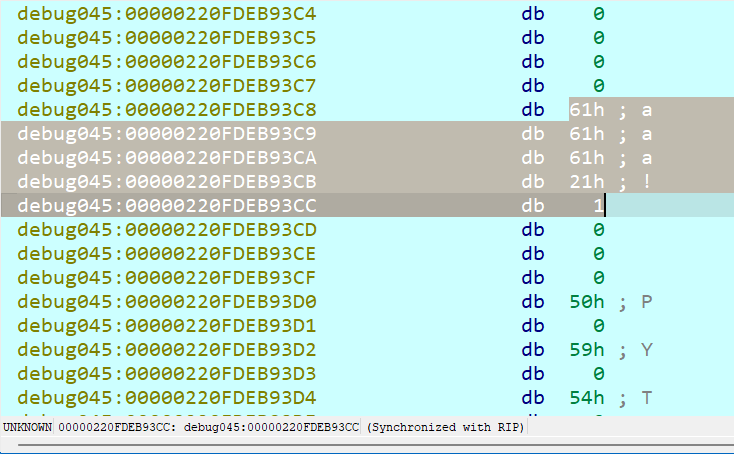 debug045:00000220FDEB93C4 db 0
debug045:00000220FDEB93C5 db 0
debug045:00000220FDEB93C6 db 0
debug045:00000220FDEB93C7 db 0
debug045:00000220FDEB93C8 db 61h ; a
debug045:00000220FDEB93C9 db 61h ; a
debug045:00000220FDEB93CA db 61h ; a
debug045:00000220FDEB93CB db 21h ; !
debug045:00000220FDEB93CC db 1
debug045:00000220FDEB93CD db 0
debug045:00000220FDEB93CE db 0
debug045:00000220FDEB93CF db 0
debug045:00000220FDEB93D0 db 50h ; P
debug045:00000220FDEB93D1 db 0
debug045:00000220FDEB93D2 db 59h ; Y
debug045:00000220FDEB93D3 db 0
debug045:00000220FDEB93D4 db 54h ; T
UNKNOWN 00000220FDEB93CC: debug045:00000220FDEB93CC (Synchronized with RIP)